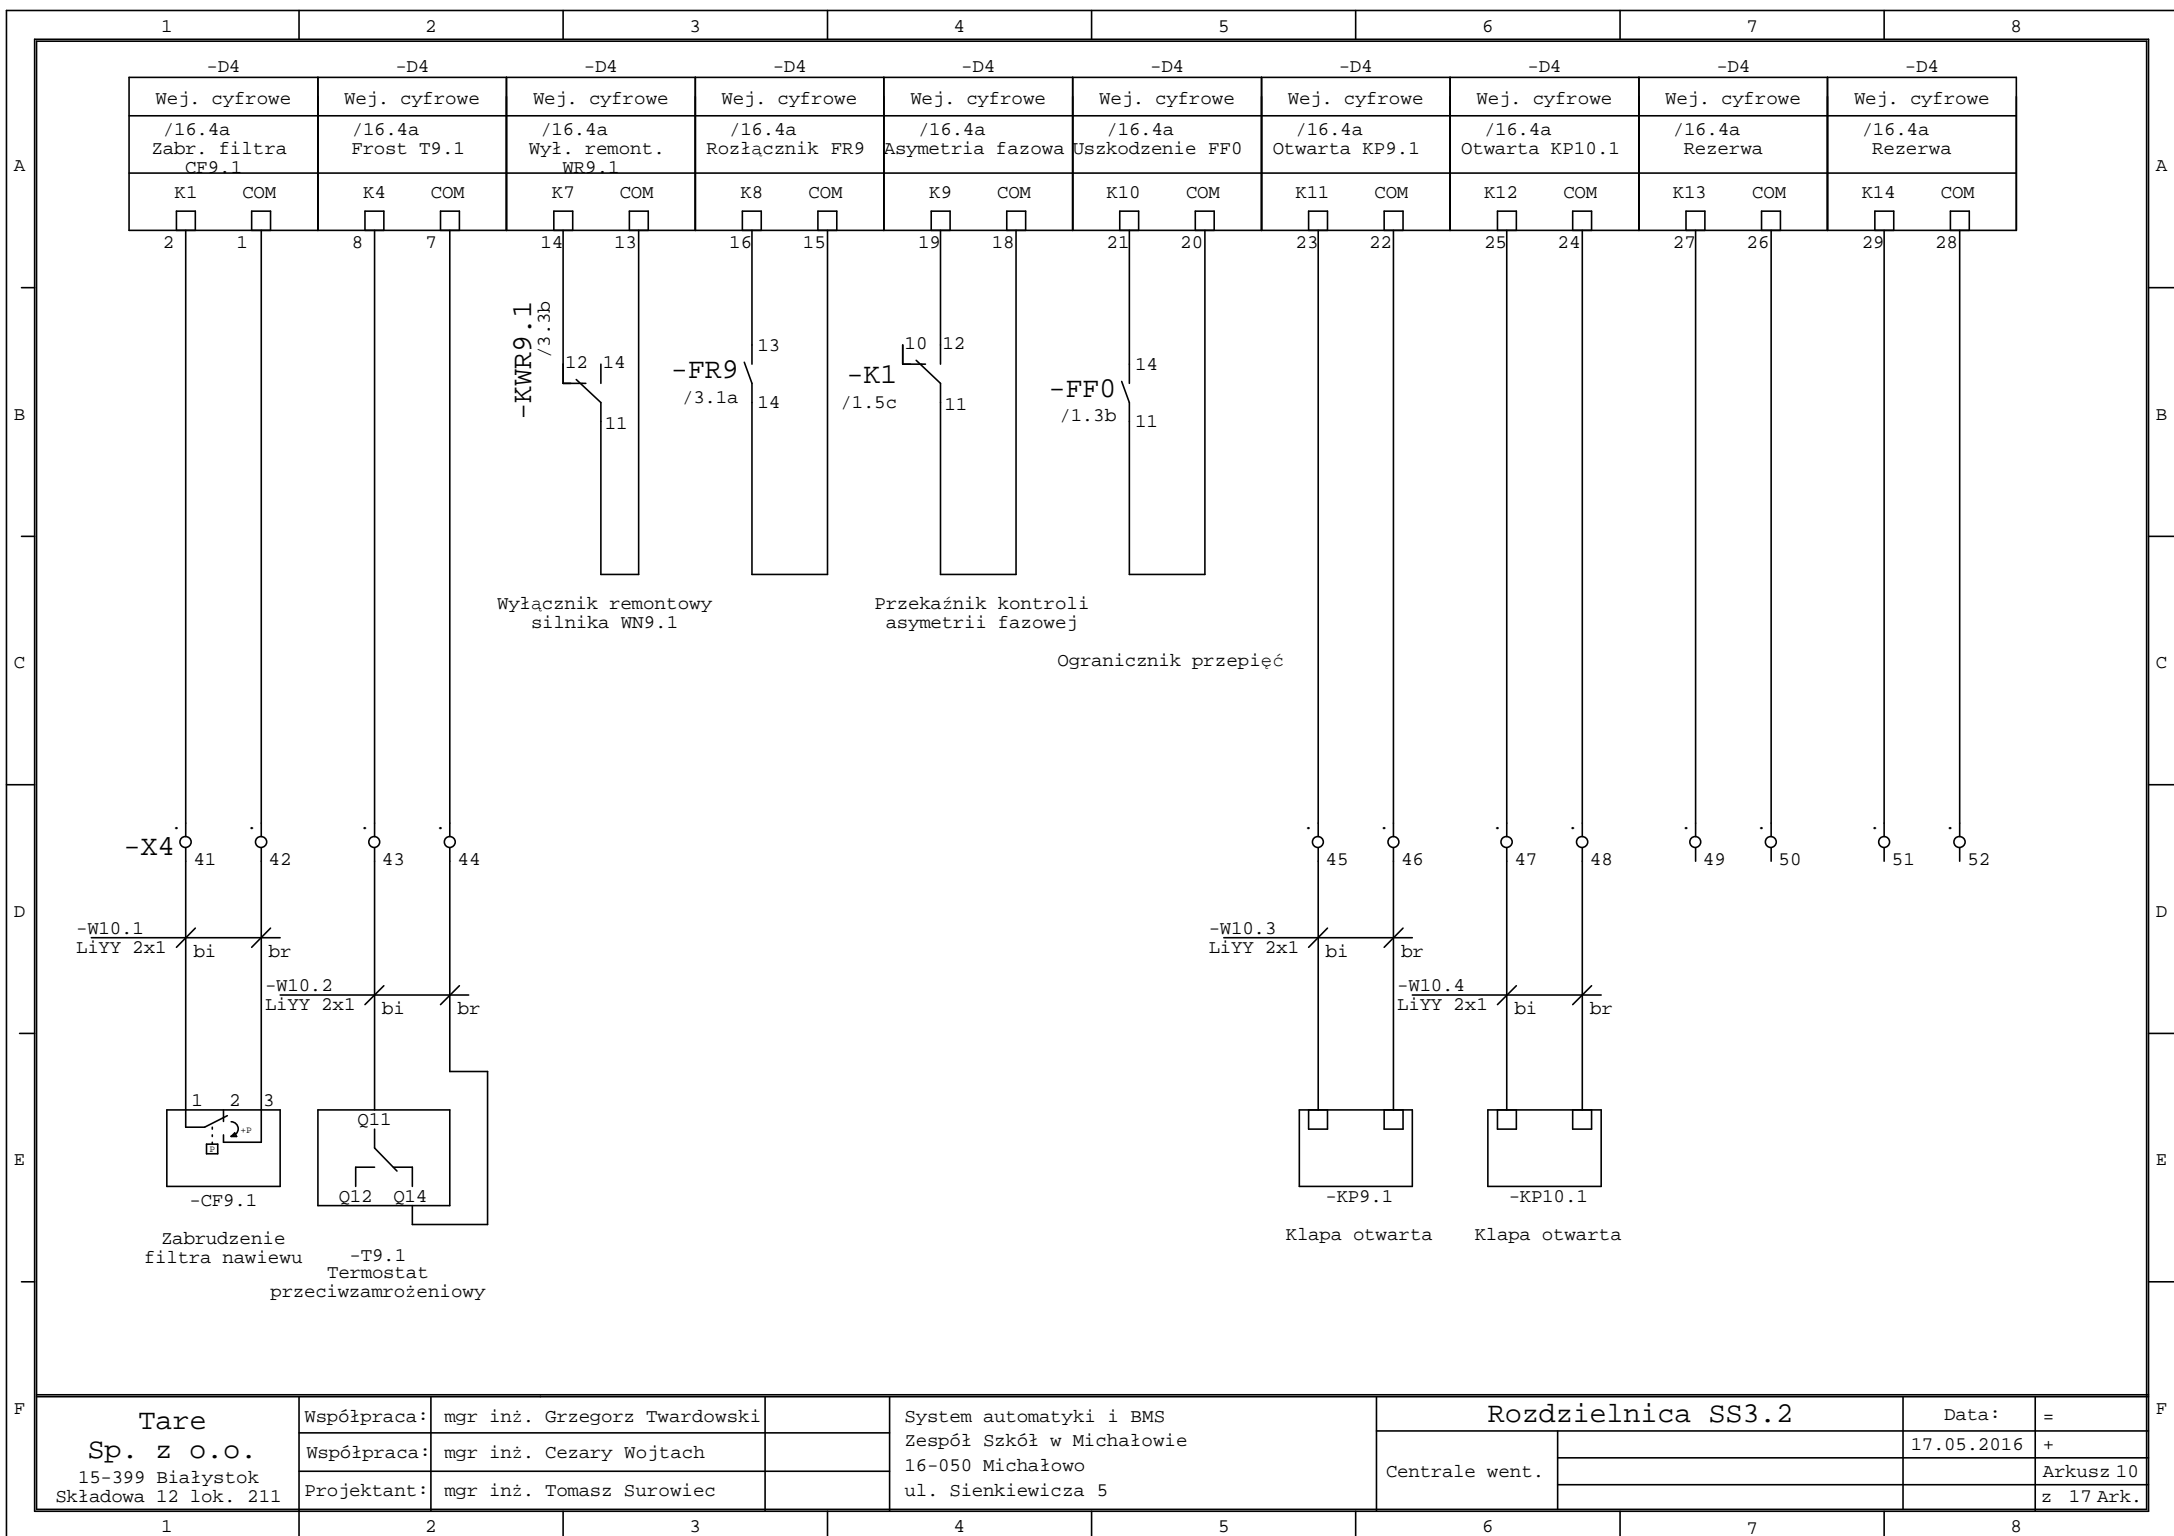 1 2 3 4 5 6 7 8
-D4 -D4 -D4 -D4 -D4 -D4 -D4 -D4 -D4 -D4
Wej. cyfrowe Wej. cyfrowe Wej. cyfrowe Wej. cyfrowe Wej. cyfrowe Wej. cyfrowe Wej. cyfrowe Wej. cyfrowe Wej. cyfrowe Wej. cyfrowe
/16.4a /16.4a /16.4a /16.4a /16.4a /16.4a /16.4a /16.4a /16.4a /16.4a
Zabr. filtra Frost T9.1 Wył. remont. Rozłącznik FR9 Asymetria fazowa Uszkodzenie FF0 Otwarta KP9.1 Otwarta KP10.1 Rezerwa Rezerwa
A CF9.1 WR9.1 A
K1 COM K4 COM K7 COM K8 COM K9 COM K10 COM K11 COM K12 COM K13 COM K14 COM
2 1 8 7 14 13 16 15 19 18 21 20 23 22 25 24 27 26 29 28
-KWR9.1
/3.3b
12 14
11
13
-FR9
/3.1a 14
10 12
-K1
/1.5c 11
14
-FF0
/1.3b 11
B B
Wyłącznik remontowy
silnika WN9.1
Przekaźnik kontroli
asymetrii fazowej
Ogranicznik przepięć
C C
-X4 41 42 43 44 45 46 47 48 49 50 51 52
D D
-W10.1
LiYY 2x1 bi br
-W10.2
LiYY 2x1 bi br
-W10.3
LiYY 2x1 bi br
-W10.4
LiYY 2x1 bi br
1 2 3
+P
P
Q11
Q12 Q14
E E
-CF9.1
Zabrudzenie
filtra nawiewu
-T9.1
Termostat
przeciwzamrożeniowy
-KP9.1
Klapa otwarta
-KP10.1
Klapa otwarta
F F
Tare
Sp. z o.o.
15-399 Białystok
Składowa 12 lok. 211
Współpraca: mgr inż. Grzegorz Twardowski
Współpraca: mgr inż. Cezary Wojtach
Projektant: mgr inż. Tomasz Surowiec
System automatyki i BMS
Zespół Szkół w Michałowie
16-050 Michałowo
ul. Sienkiewicza 5
Rozdzielnica SS3.2
Centrale went.
Data: =
17.05.2016 +
Arkusz 10
z 17 Ark.
1 2 3 4 5 6 7 8